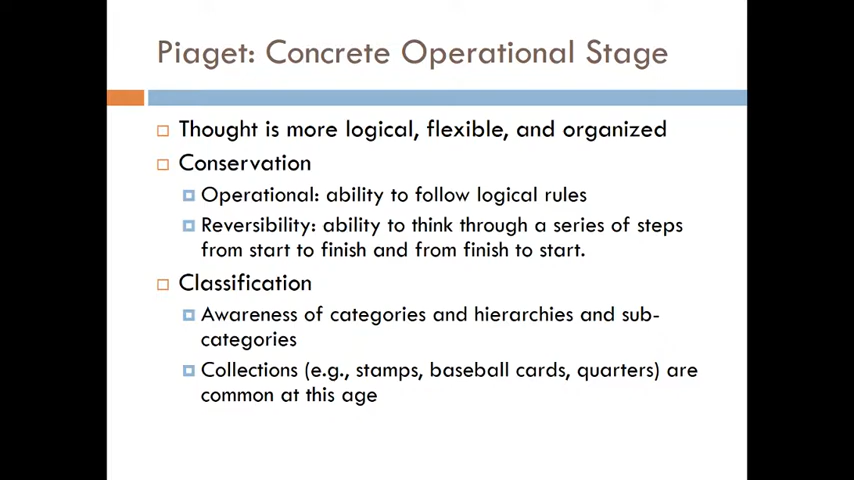 Piaget: Concrete Operational Stage
Thought is more logical, flexible, and organized
Conservation
Operational: ability to follow logical rules
Reversibility: ability to think through a series of steps
from start to finish and from finish to start.
Classification
Awareness of categories and hierarchies and sub-
categories
Collections (e.g., stamps, baseball cards, quarters) are
common at this age